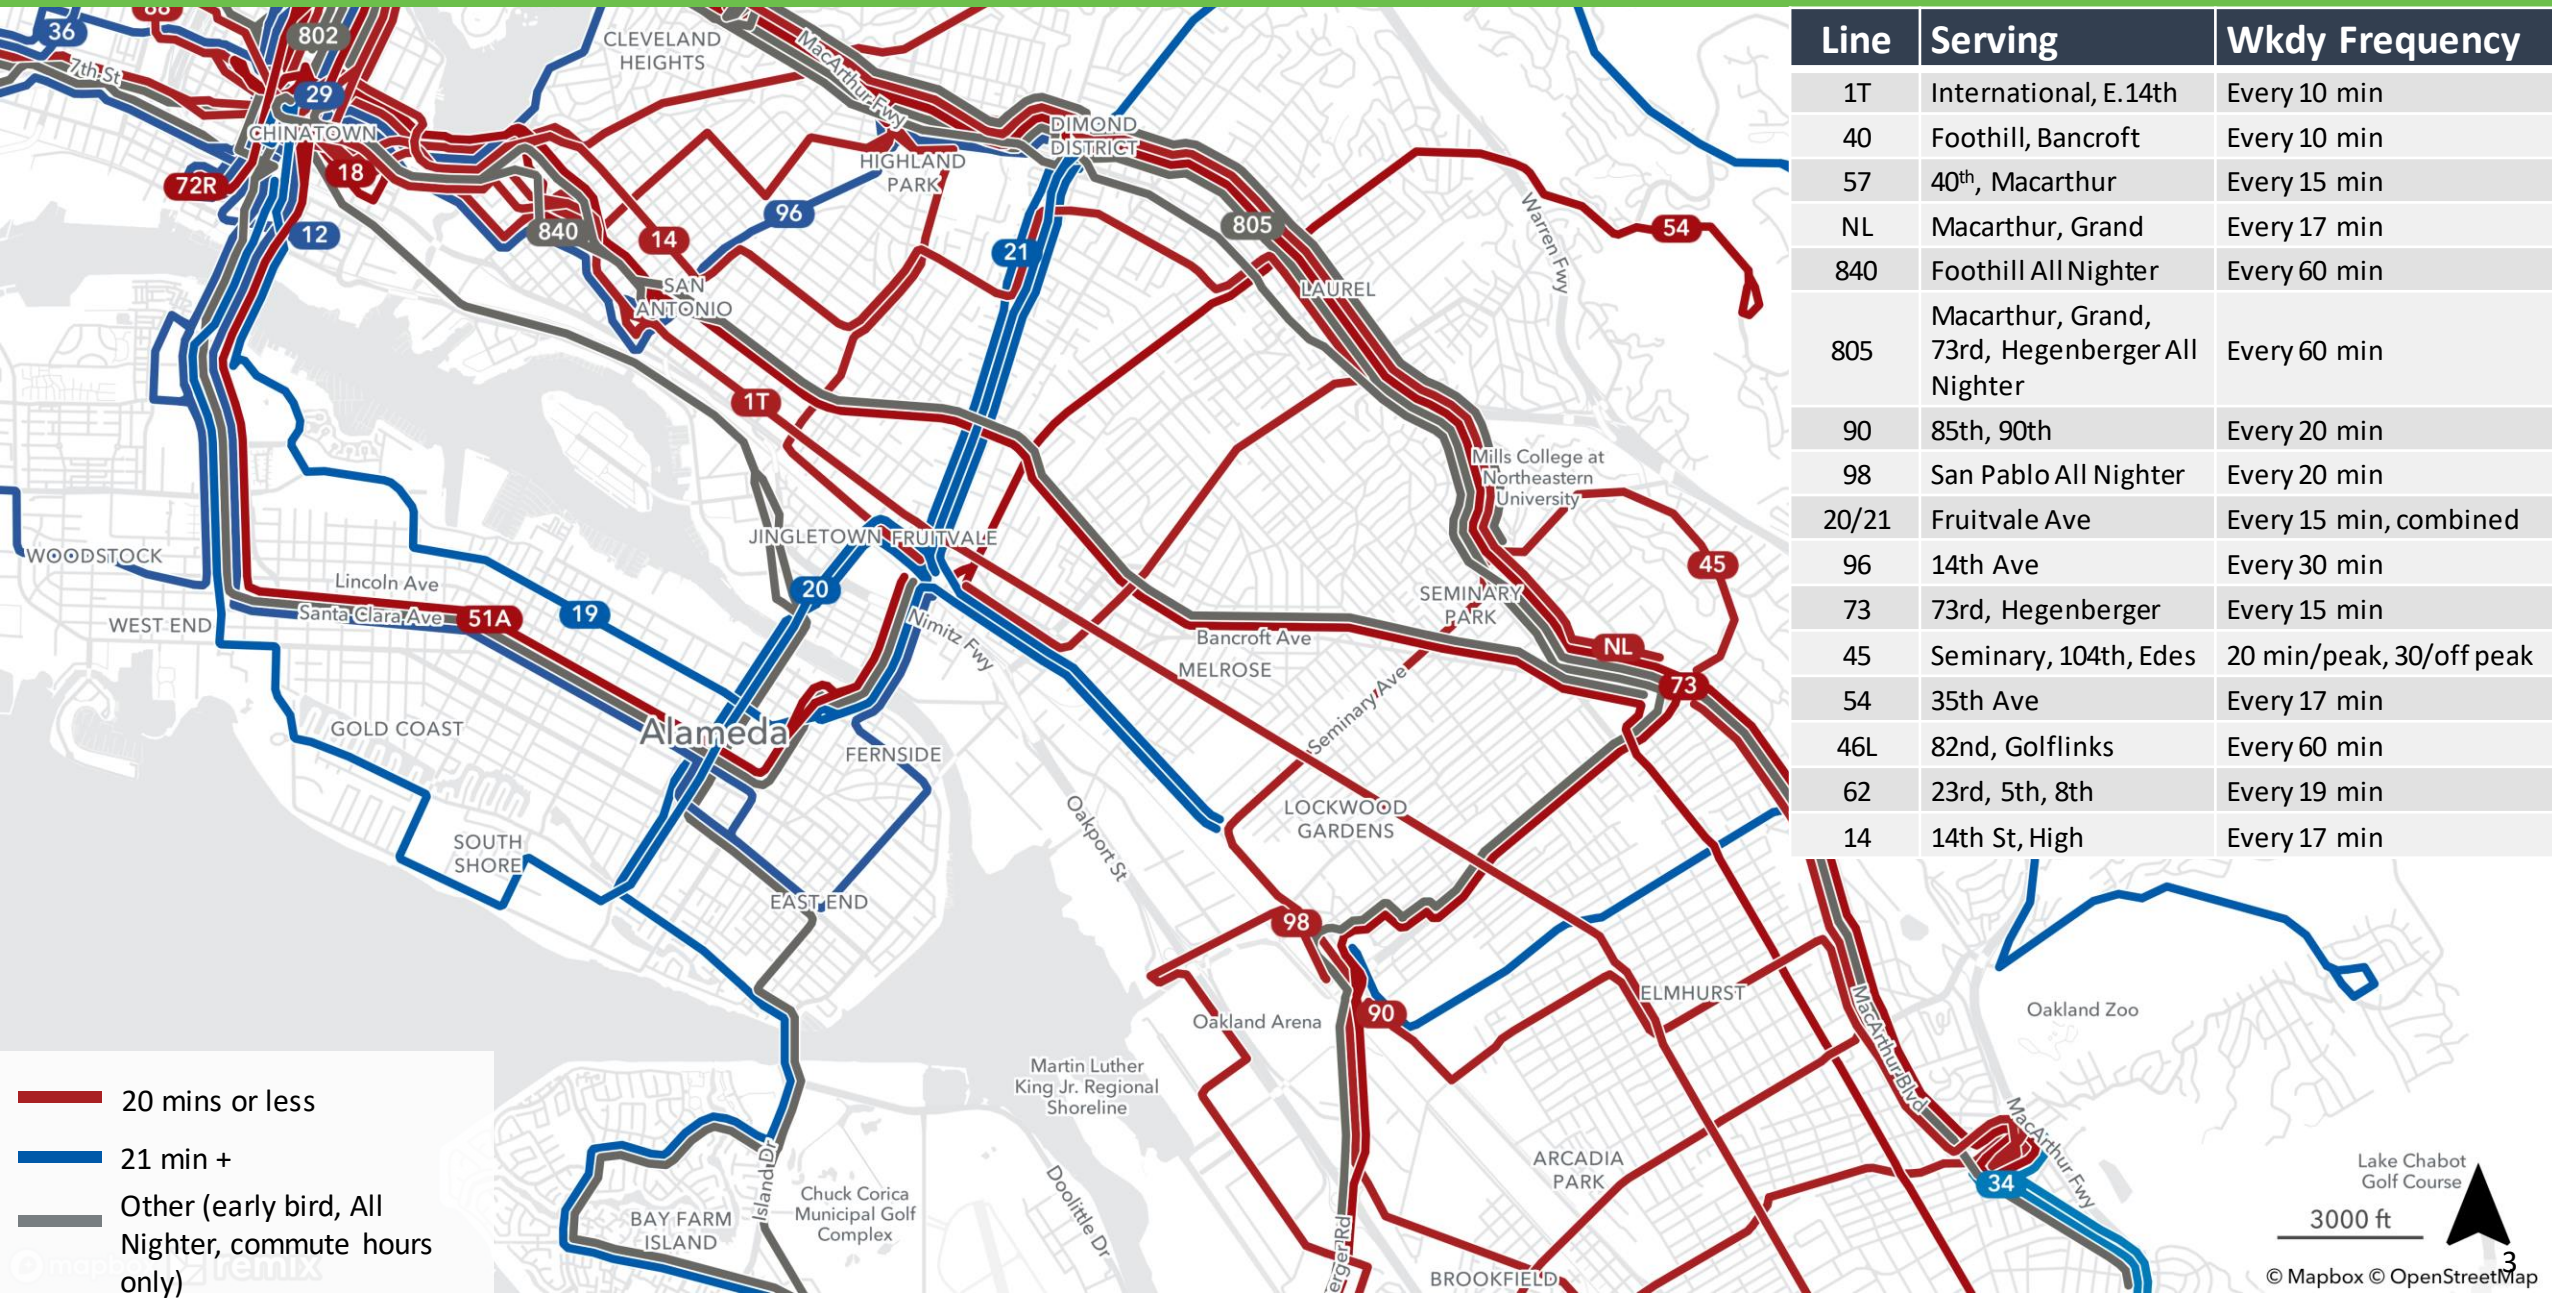 Line Serving Wkdy Frequency
1T International, E.14th Every 10 min
40 Foothill, Bancroft Every 10 min
57 40th, Macarthur Every 15 min
NL Macarthur, Grand Every 17 min
840 Foothill All Nighter Every 60 min
805 Macarthur, Grand, 73rd, Hegenberger All Nighter Every 60 min
90 85th, 90th Every 20 min
98 San Pablo All Nighter Every 20 min
20/21 Fruitvale Ave Every 15 min, combined
96 14th Ave Every 30 min
73 73rd, Hegenberger Every 15 min
45 Seminary, 104th, Edes 20 min/peak, 30/off peak
54 35th Ave Every 17 min
46L 82nd, Golflinks Every 60 min
62 23rd, 5th, 8th Every 19 min
14 14th St, High Every 17 min
36
802
7th St
29
CHINATOWN
72R
18
12
840
14
96
CLEVELAND
HEIGHTS
MacArthur Fwy
HIGHLAND
PARK
DIMOND
DISTRICT
21
805
54
Warren Fwy
LAUREL
SAN
ANTONIO
1T
Mills College at
Northeastern
University
45
SEMINARY
PARK
NL
73
JINGLETOWN
FRUITVALE
20
WOODSTOCK
Lincoln Ave
Santa Clara Ave
51A
19
WEST END
Nimitz Fwy
Bancroft Ave
MELROSE
Seminary Ave
GOLD COAST
Alameda
FERNSIDE
LOCKWOOD
GARDENS
Oakport St
SOUTH
SHORE
EAST END
98
90
ELMHURST
Oakland Arena
Oakland Zoo
MacArthur Blvd
MacArthur Fwy
Martin Luther
King Jr. Regional
Shoreline
ARCADIA
PARK
34
Lake Chabot
Golf Course
Island Dr
Chuck Corica
Municipal Golf
Complex
Doolittle Dr
BAY FARM
ISLAND
BROOKFIELD
20 mins or less
21 min +
Other (early bird, All
Nighter, commute hours
only)
mapbox remix
3000 ft
3
© Mapbox © OpenStreetMap